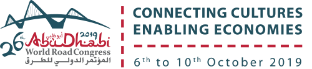 26th Abu Dhabi 2019
أبوظبي
World Road Congress
المؤتمر الدولي للطرق
CONNECTING CULTURES
ENABLING ECONOMIES
6th to 10th October 2019